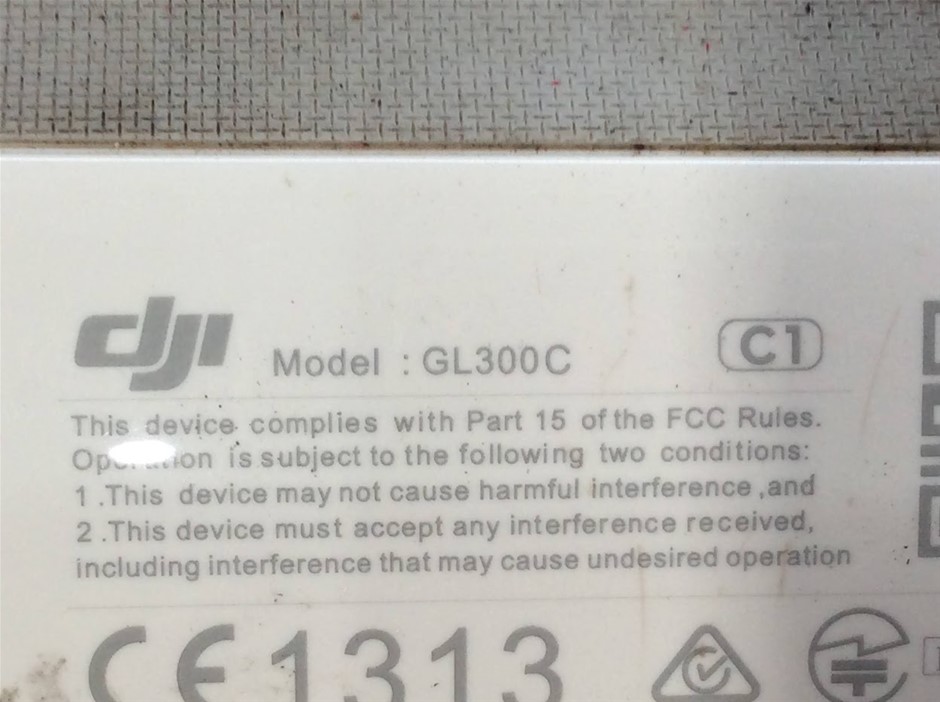 dji Model : GL300C C1
This device complies with Part 15 of the FCC Rules.
Operation is subject to the following two conditions:
1 .This device may not cause harmful interference ,and
2 .This device must accept any interference received,
including interference that may cause undesired operation
CE1313